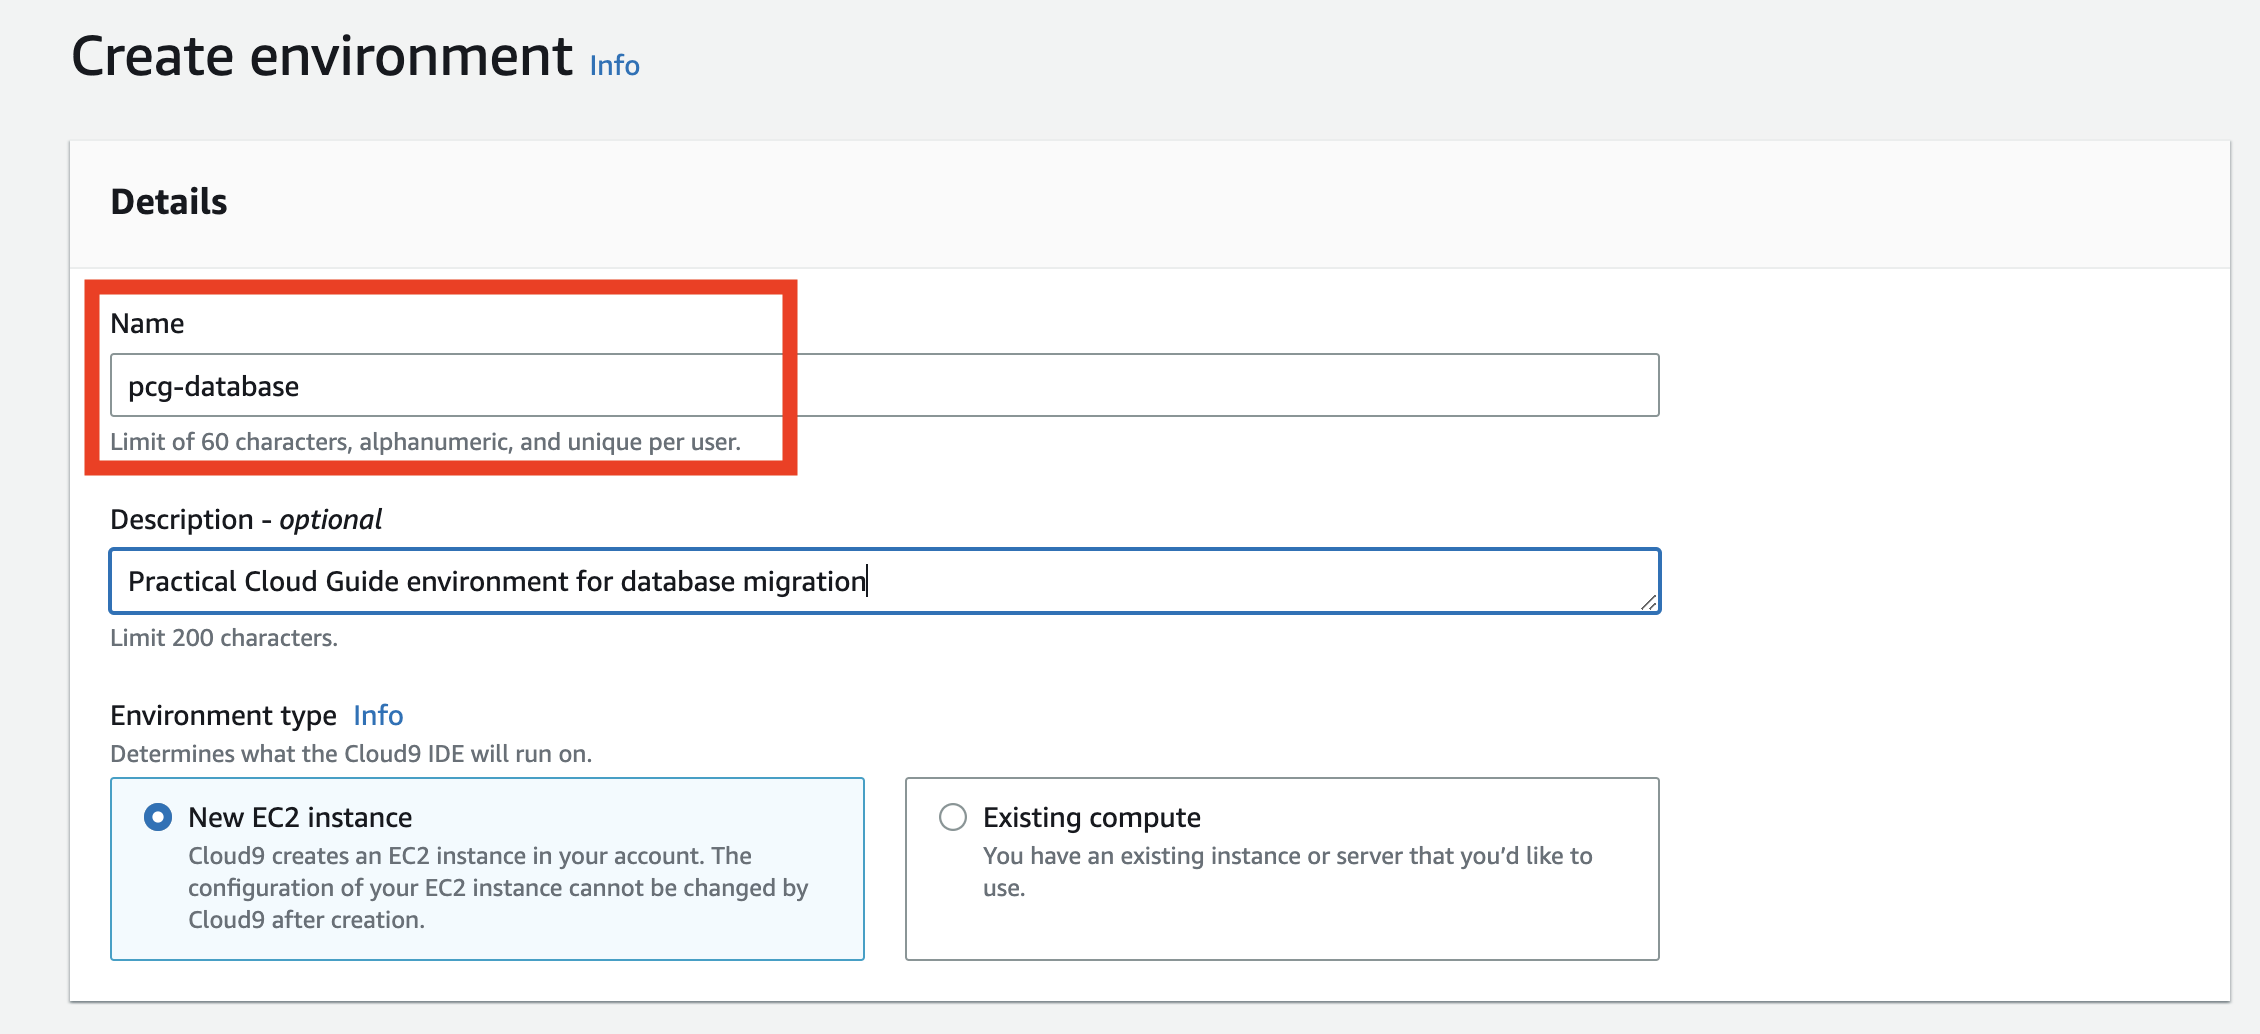 Create environment Info
Details
Name
pcg-database
Limit of 60 characters, alphanumeric, and unique per user.
Description - optional
Practical Cloud Guide environment for database migration
Limit 200 characters.
Environment type Info
Determines what the Cloud9 IDE will run on.
New EC2 instance
Cloud9 creates an EC2 instance in your account. The
configuration of your EC2 instance cannot be changed by
Cloud9 after creation.
Existing compute
You have an existing instance or server that you’d like to
use.